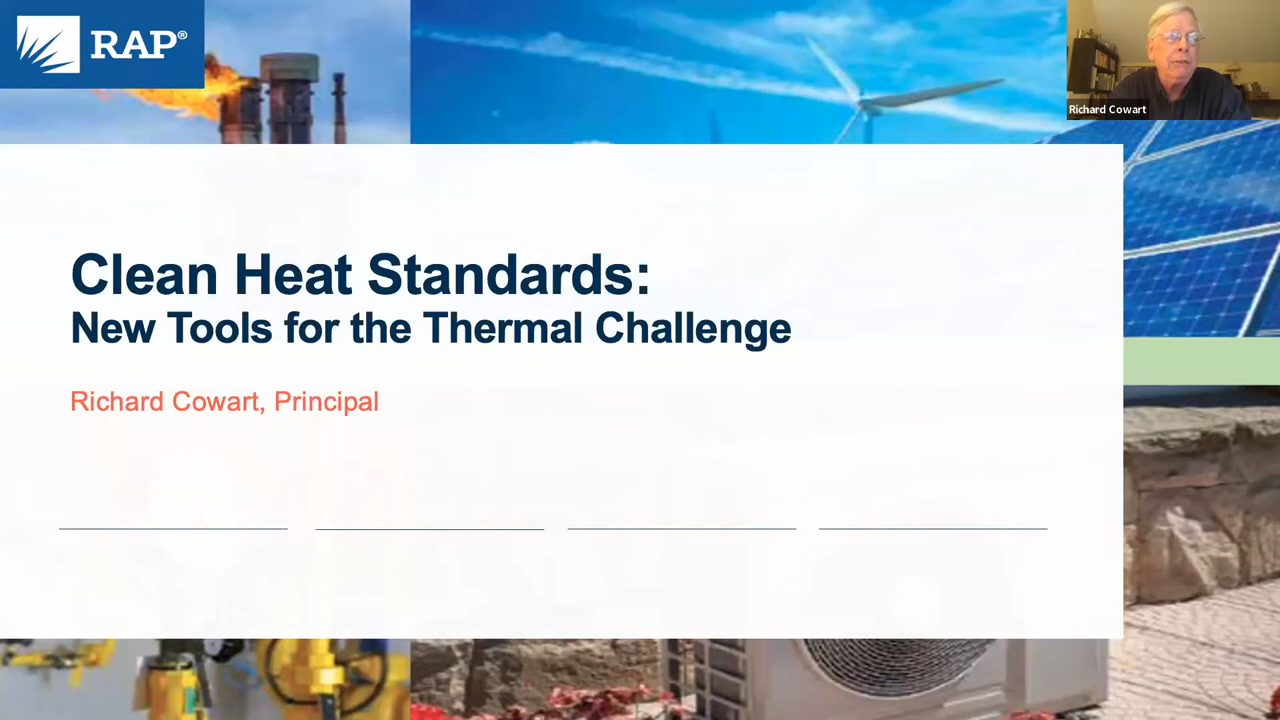 RAP®
Richard Cowart
Clean Heat Standards:
New Tools for the Thermal Challenge
Richard Cowart, Principal